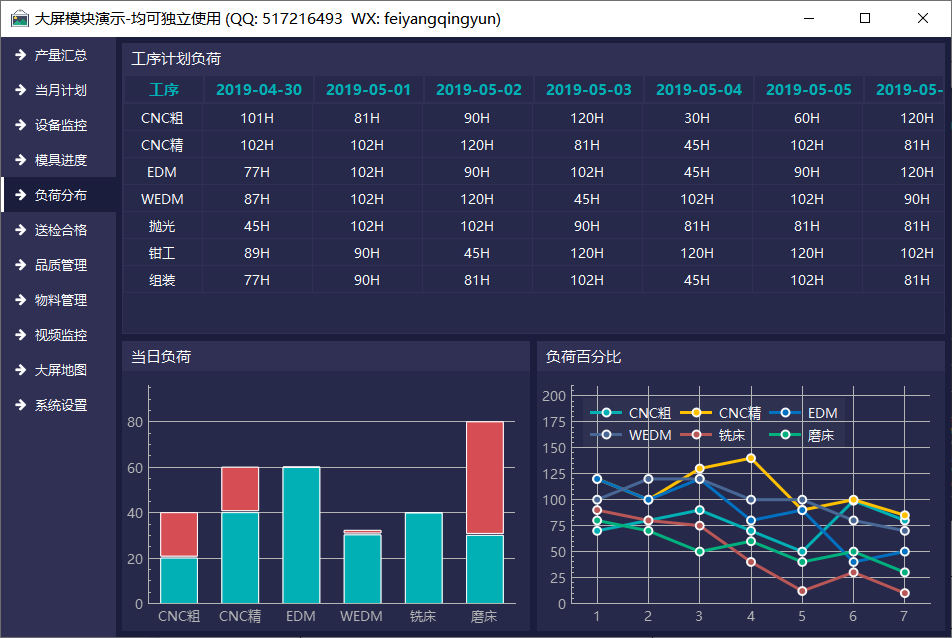 大屏模块演示-均可独立使用 (QQ: 517216493  WX: feiyangqingyun)
产量汇总
当月计划
设备监控
模具进度
负荷分布
送检合格
品质管理
物料管理
视频监控
大屏地图
系统设置
工序计划负荷
工序 2019-04-30 2019-05-01 2019-05-02 2019-05-03 2019-05-04 2019-05-05 2019-05-
CNC粗 101H 81H 90H 120H 30H 60H 120H
CNC精 102H 102H 120H 81H 45H 102H 81H
EDM 77H 102H 90H 102H 45H 90H 120H
WEDM 87H 102H 120H 45H 102H 102H 90H
抛光 45H 102H 102H 90H 81H 81H 81H
钳工 89H 90H 45H 120H 120H 120H 102H
组装 77H 90H 81H 102H 45H 102H 81H
当日负荷
80
60
40
20
0
CNC粗 CNC精 EDM WEDM 铣床 磨床
负荷百分比
CNC粗 CNC精 EDM
WEDM 铣床 磨床
200
175
150
125
100
75
50
25
0
1 2 3 4 5 6 7